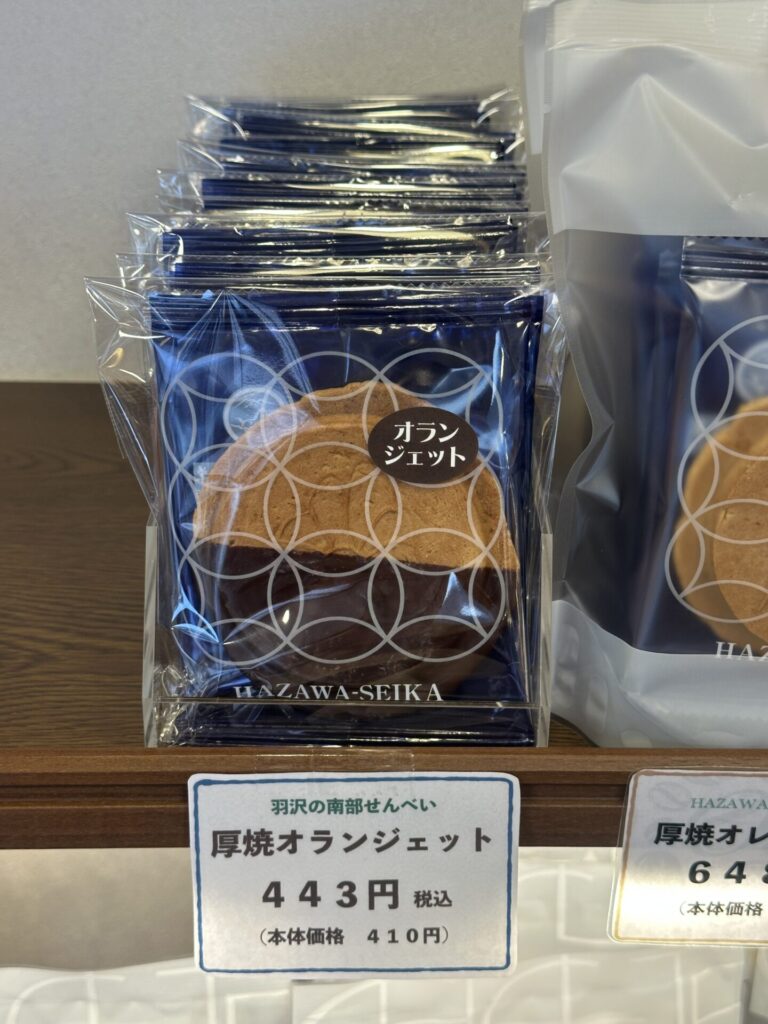 オラン
ジェット
HAZAWA-SEIKA
HAZ
羽沢の南部せんべい
厚焼オランジェット
443円 税込
(本体価格 410円)
HAZAWA
厚焼オレ
648
(本体価格